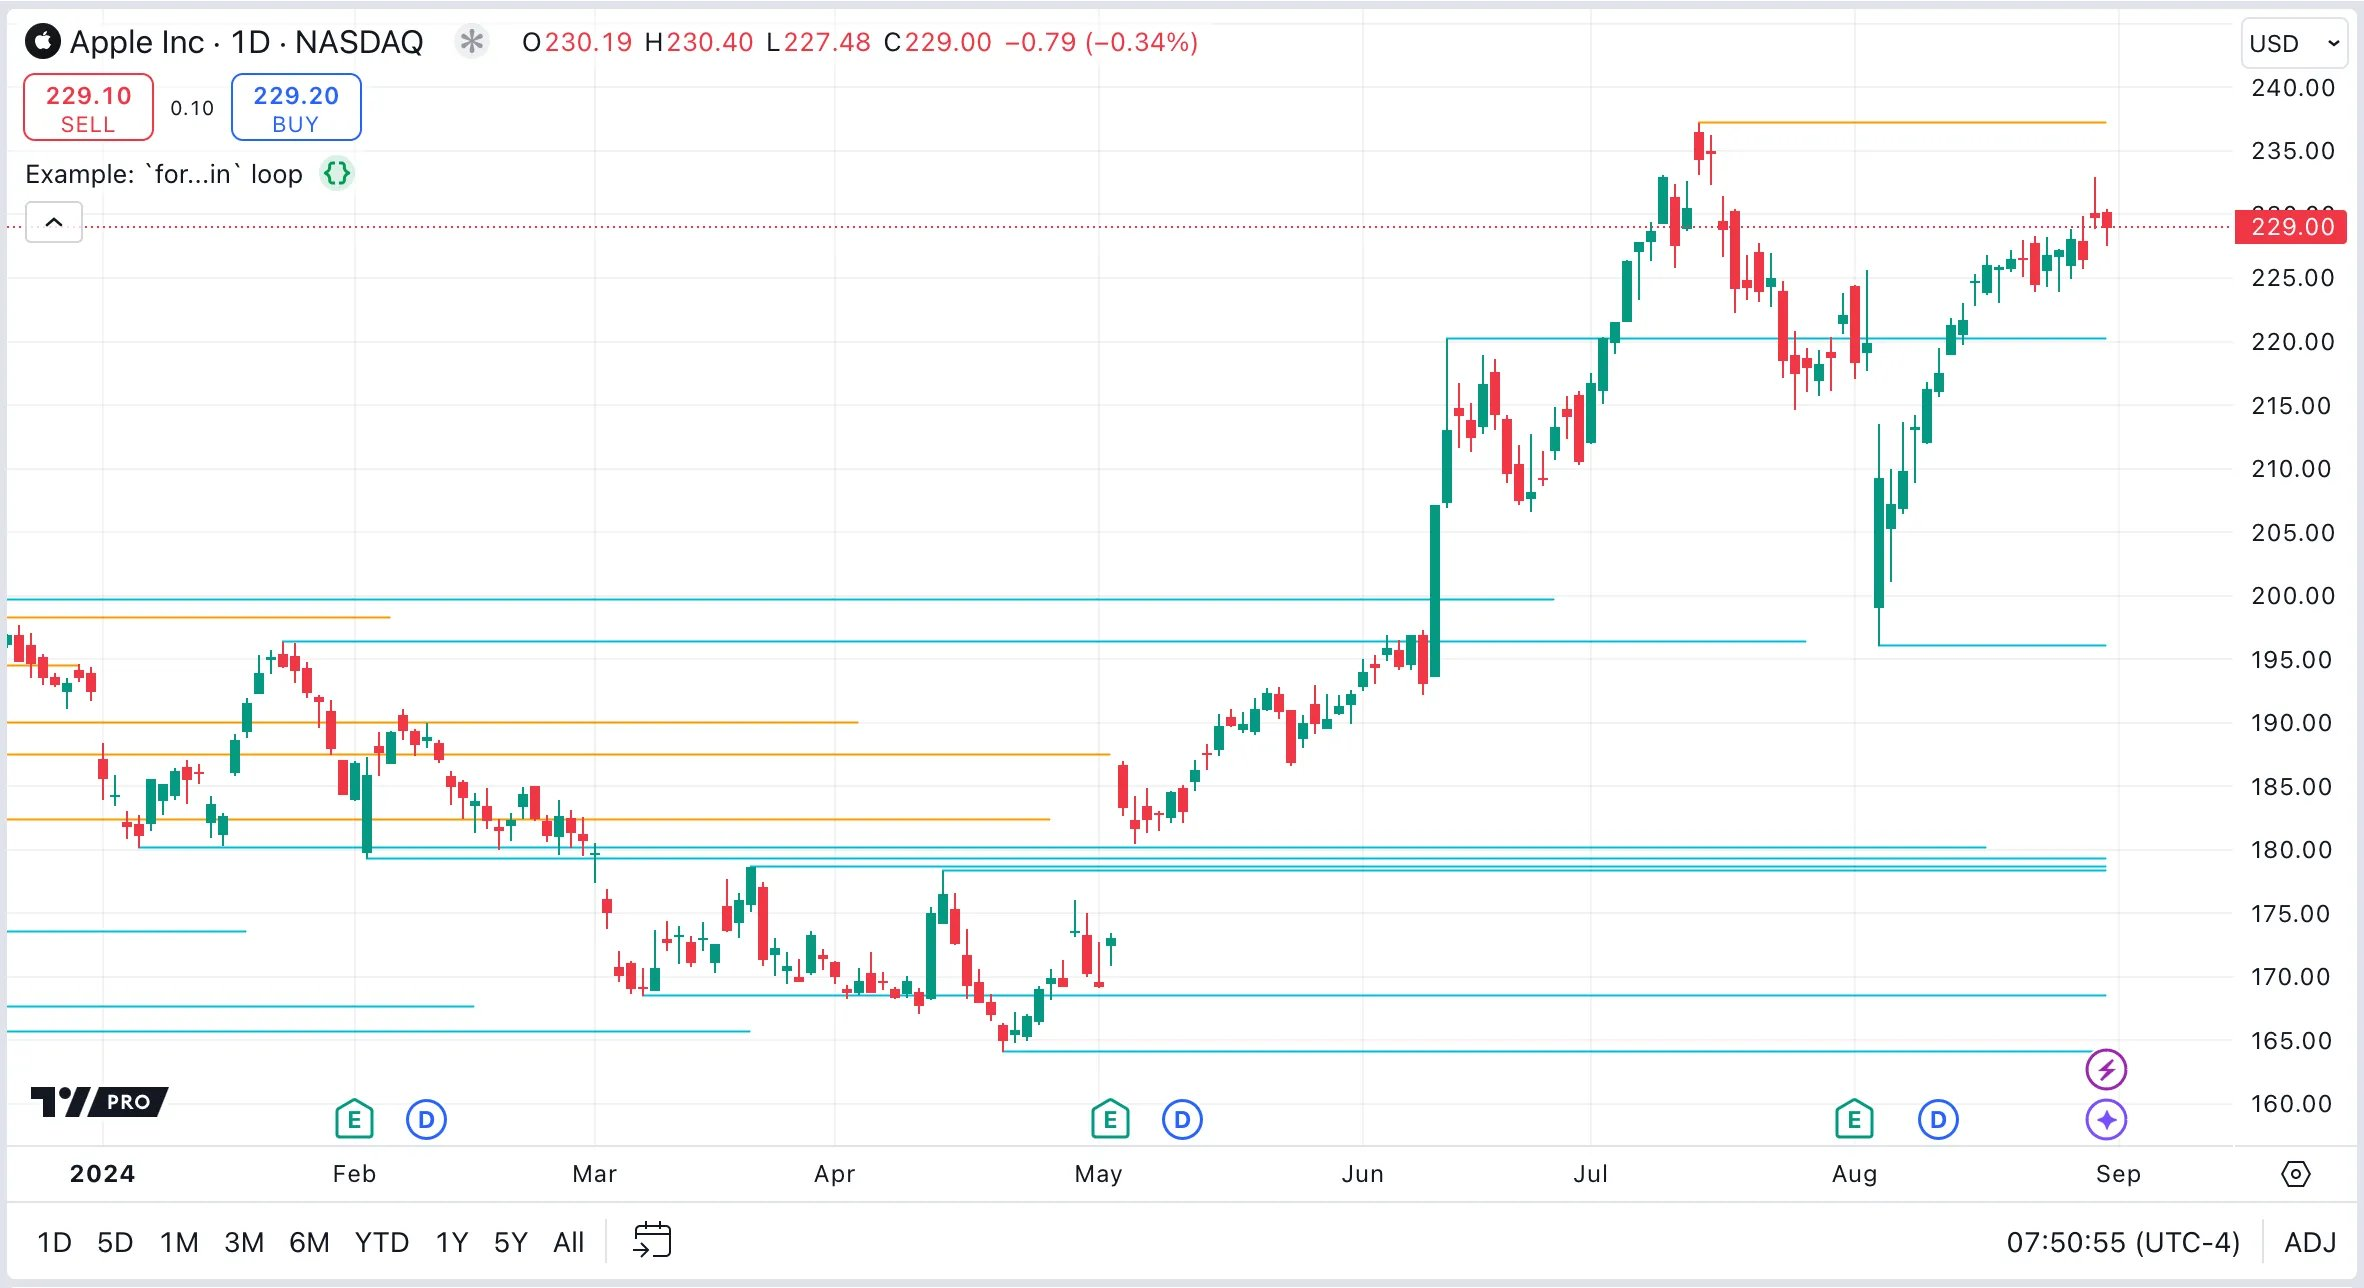 Apple Inc · 1D · NASDAQ O230.19 H230.40 L227.48 C229.00 −0.79 (−0.34%)
USD
229.10
SELL
0.10
229.20
BUY
Example: `for...in` loop {}
240.00
235.00
229.00
225.00
220.00
215.00
210.00
205.00
200.00
195.00
190.00
185.00
180.00
175.00
170.00
165.00
160.00
PRO
E D E D E D
2024 Feb Mar Apr May Jun Jul Aug Sep
1D 5D 1M 3M 6M YTD 1Y 5Y All
07:50:55 (UTC-4) ADJ